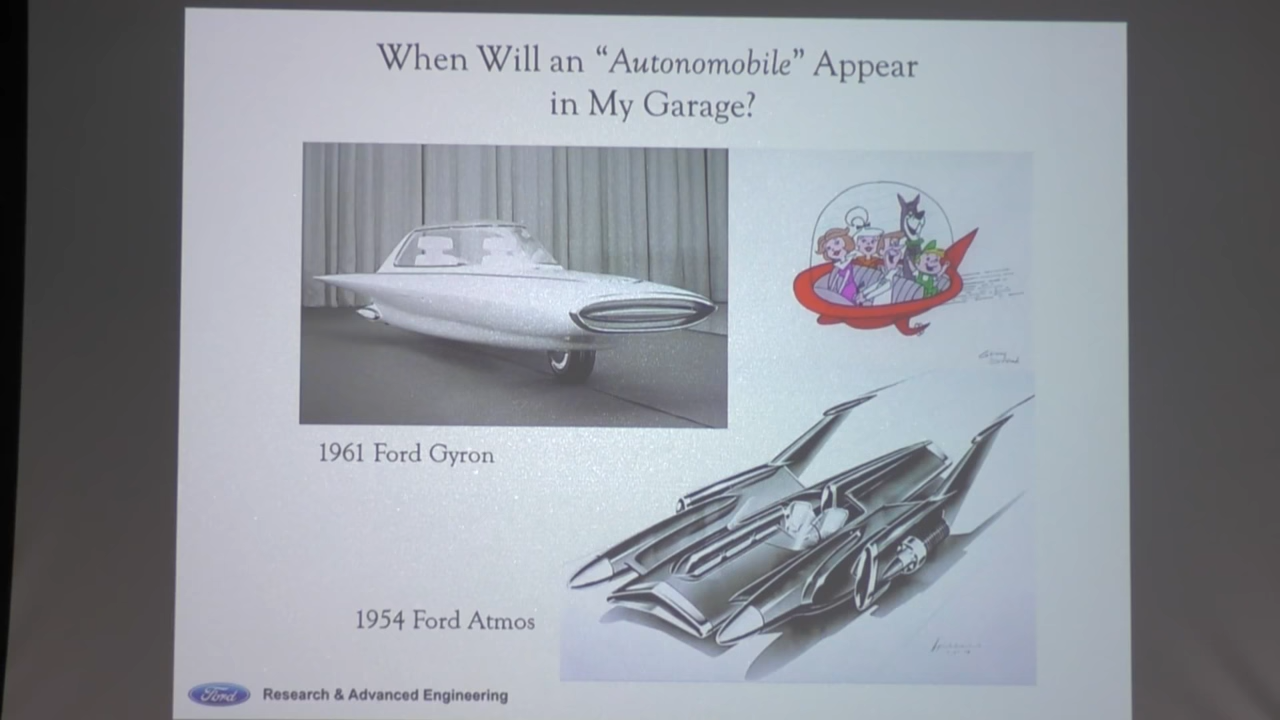 When Will an “Autonomobile” Appear
in My Garage?
1961 Ford Gyron
1954 Ford Atmos
Ford
Research & Advanced Engineering